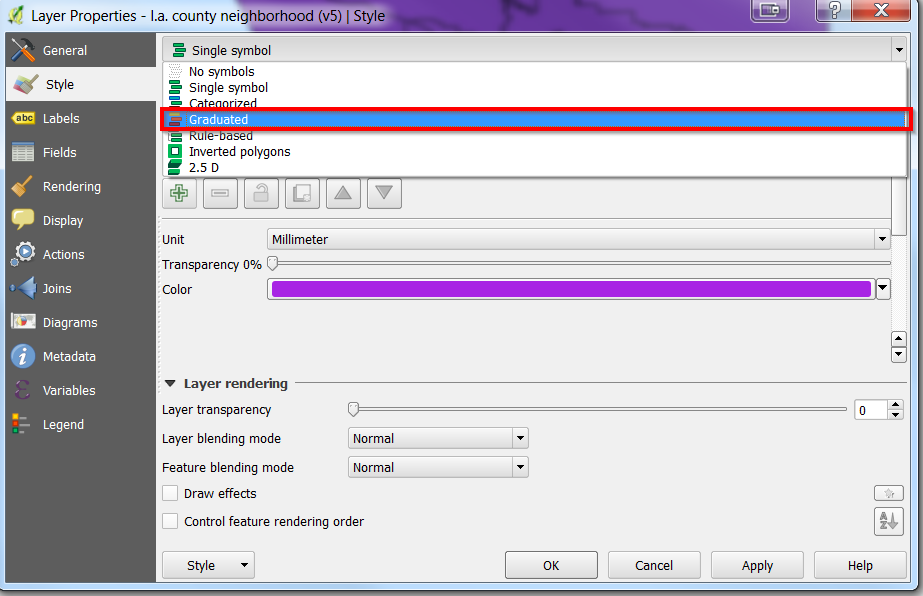 Layer Properties - l.a. county neighborhood (v5) | Style
General
Style
abc Labels
Fields
Rendering
Display
Actions
Joins
Diagrams
Metadata
Variables
Legend
Single symbol
No symbols
Single symbol
Categorized
Graduated
Rule-based
Inverted polygons
2.5 D
Unit Millimeter
Transparency 0%
Color
Layer rendering
Layer transparency 0
Layer blending mode Normal
Feature blending mode Normal
Draw effects
Control feature rendering order
A
Z
Style OK Cancel Apply Help